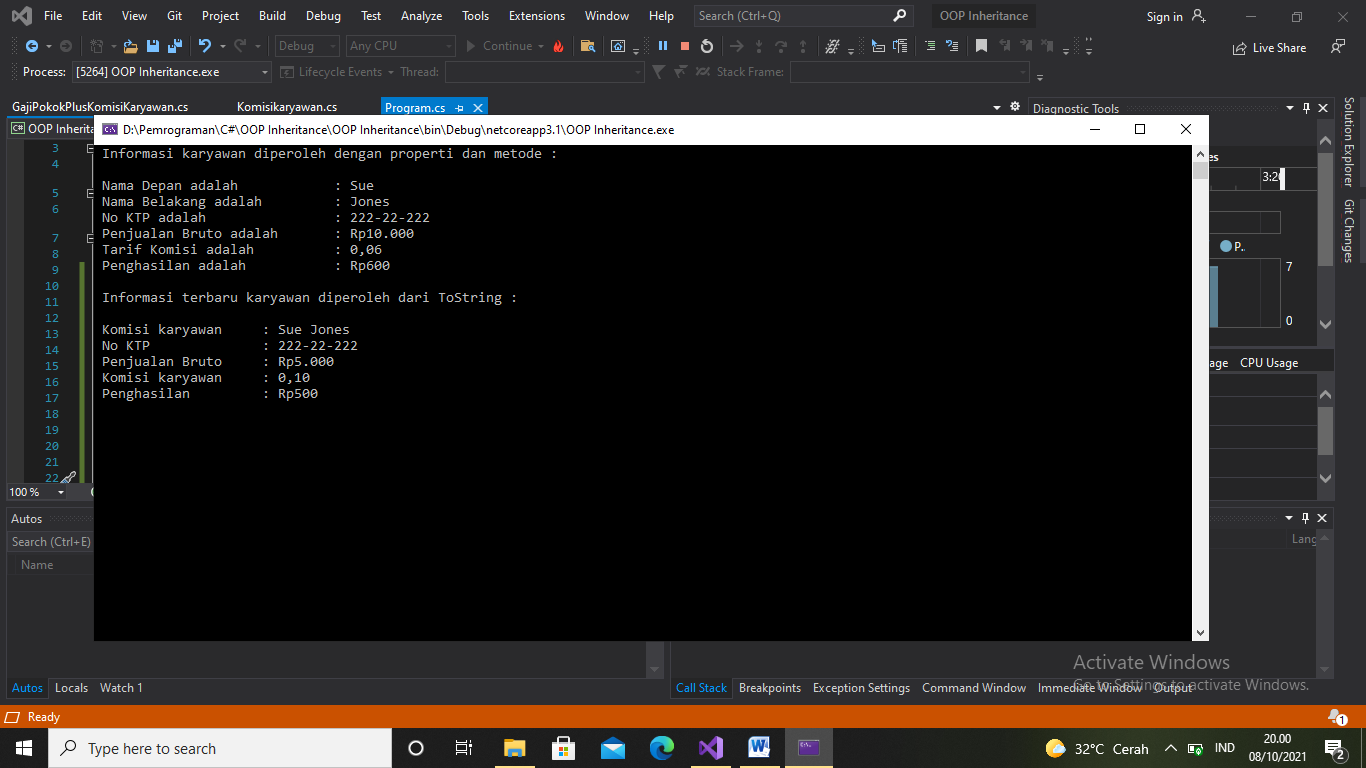 File Edit View Git Project Build Debug Test Analyze Tools Extensions Window Help Search (Ctrl+Q) OOP Inheritance Sign in
Debug Any CPU Continue Live Share
Process: [5264] OOP Inheritance.exe Lifecycle Events Thread: Stack Frame:
GajiPokokPlusKomisiKaryawan.cs Komisikaryawan.cs Program.cs Diagnostic Tools
C# OOP Inherita
D:\Pemrograman\C#\OOP Inheritance\OOP Inheritance\bin\Debug\netcoreapp3.1\OOP Inheritance.exe
Informasi karyawan diperoleh dengan properti dan metode :
Nama Depan adalah : Sue
Nama Belakang adalah : Jones
No KTP adalah : 222-22-222
Penjualan Bruto adalah : Rp10.000
Tarif Komisi adalah : 0,06
Penghasilan adalah : Rp600
Informasi terbaru karyawan diperoleh dari ToString :
Komisi karyawan : Sue Jones
No KTP : 222-22-222
Penjualan Bruto : Rp5.000
Komisi karyawan : 0,10
Penghasilan : Rp500
3
4
5
6
7
8
9
10
11
12
13
14
15
16
17
18
19
20
21
22
100 %
es
3:20
P..
7
0
age CPU Usage
Solution Explorer
Git Changes
Autos
Search (Ctrl+E)
Name
Lang
Autos Locals Watch 1
Call Stack Breakpoints Exception Settings Command Window Immediate Window Output
Activate Windows
Go to Settings to activate Windows.
Ready
1
Type here to search
32°C Cerah IND
20.00
08/10/2021
2